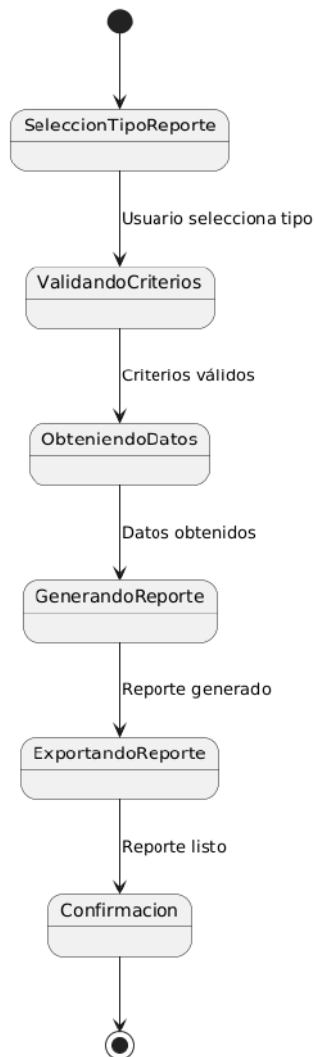 SeleccionTipoReporte
Usuario selecciona tipo
ValidandoCriterios
Criterios válidos
ObteniendoDatos
Datos obtenidos
GenerandoReporte
Reporte generado
ExportandoReporte
Reporte listo
Confirmacion